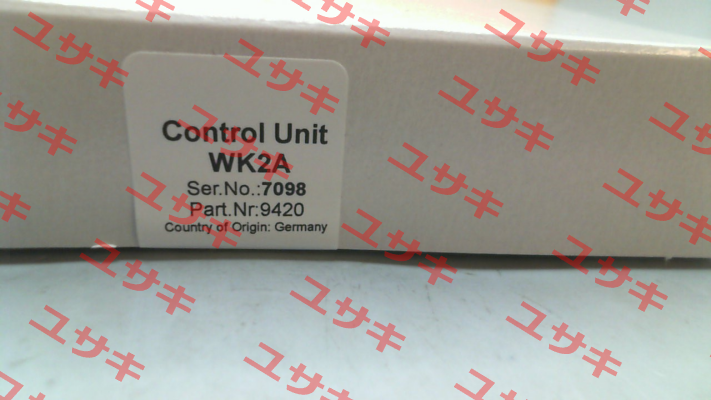 Control Unit
WK2A
Ser.No.:7098
Part.Nr:9420
Country of Origin: Germany
ユサキ